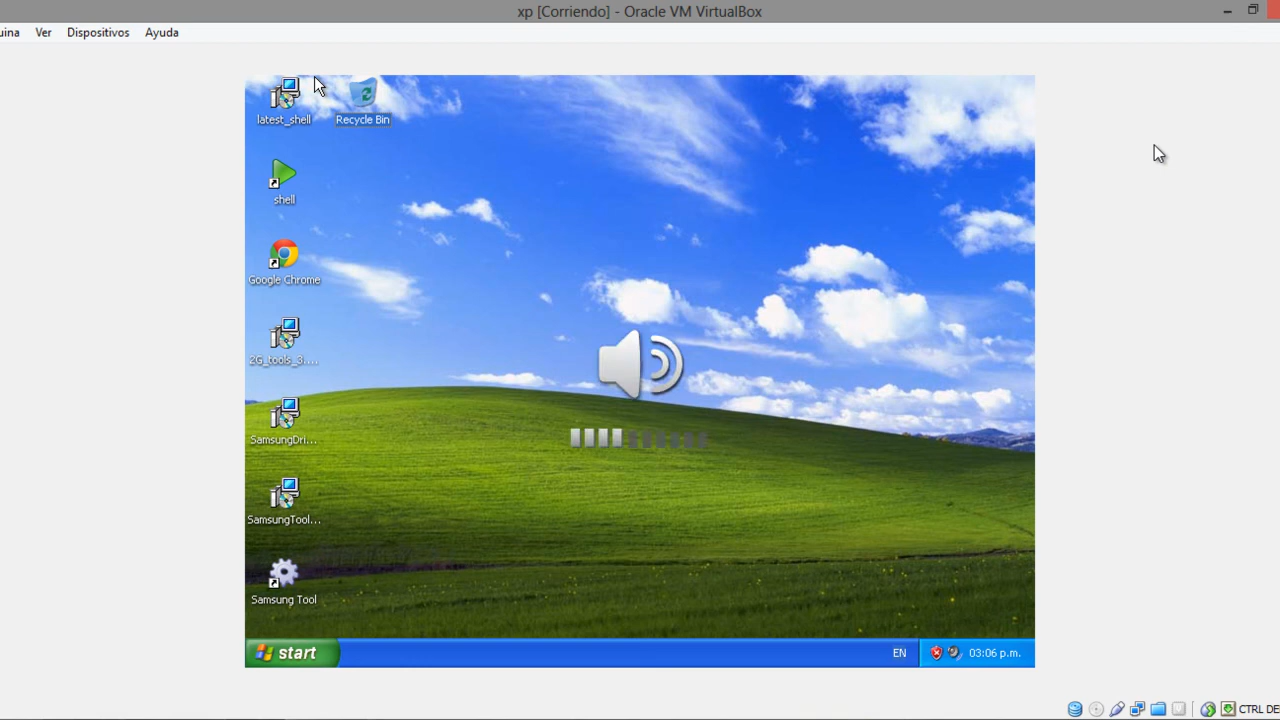 xp [Corriendo] - Oracle VM VirtualBox
uina Ver Dispositivos Ayuda
latest_shell
Recycle Bin
shell
Google Chrome
2G_tools_3....
SamsungDri...
SamsungTool...
Samsung Tool
start
EN
03:06 p.m.
CTRL DE